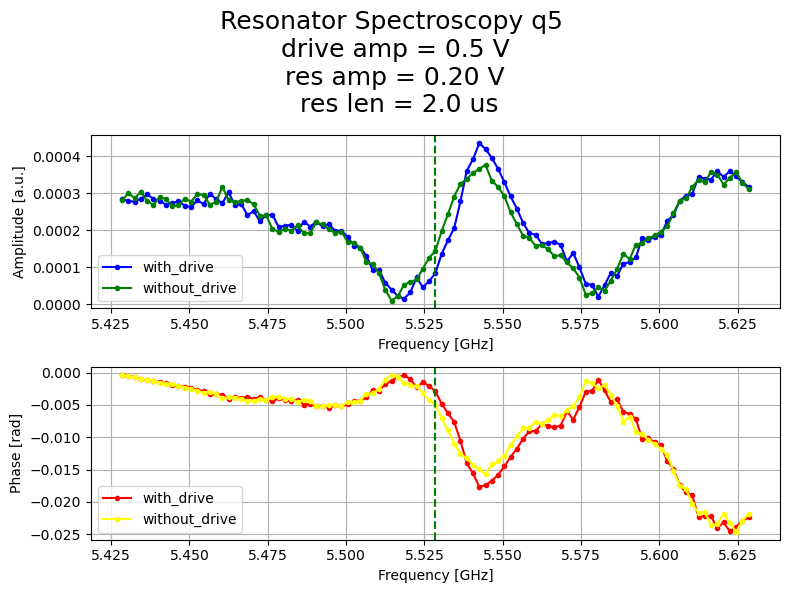 Resonator Spectroscopy q5
drive amp = 0.5 V
res amp = 0.20 V
res len = 2.0 us
Amplitude [a.u.]
0.0004
0.0003
0.0002
0.0001
0.0000
with_drive
without_drive
5.425 5.450 5.475 5.500 5.525 5.550 5.575 5.600 5.625
Frequency [GHz]
Phase [rad]
0.000
−0.005
−0.010
−0.015
−0.020
−0.025
with_drive
without_drive
5.425 5.450 5.475 5.500 5.525 5.550 5.575 5.600 5.625
Frequency [GHz]